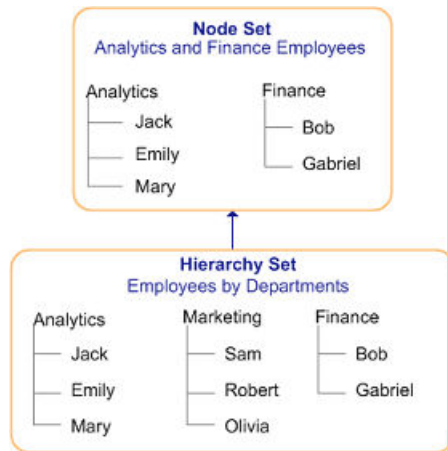 Node Set
Analytics and Finance Employees
Analytics
Jack
Emily
Mary
Finance
Bob
Gabriel
Hierarchy Set
Employees by Departments
Analytics
Jack
Emily
Mary
Marketing
Sam
Robert
Olivia
Finance
Bob
Gabriel